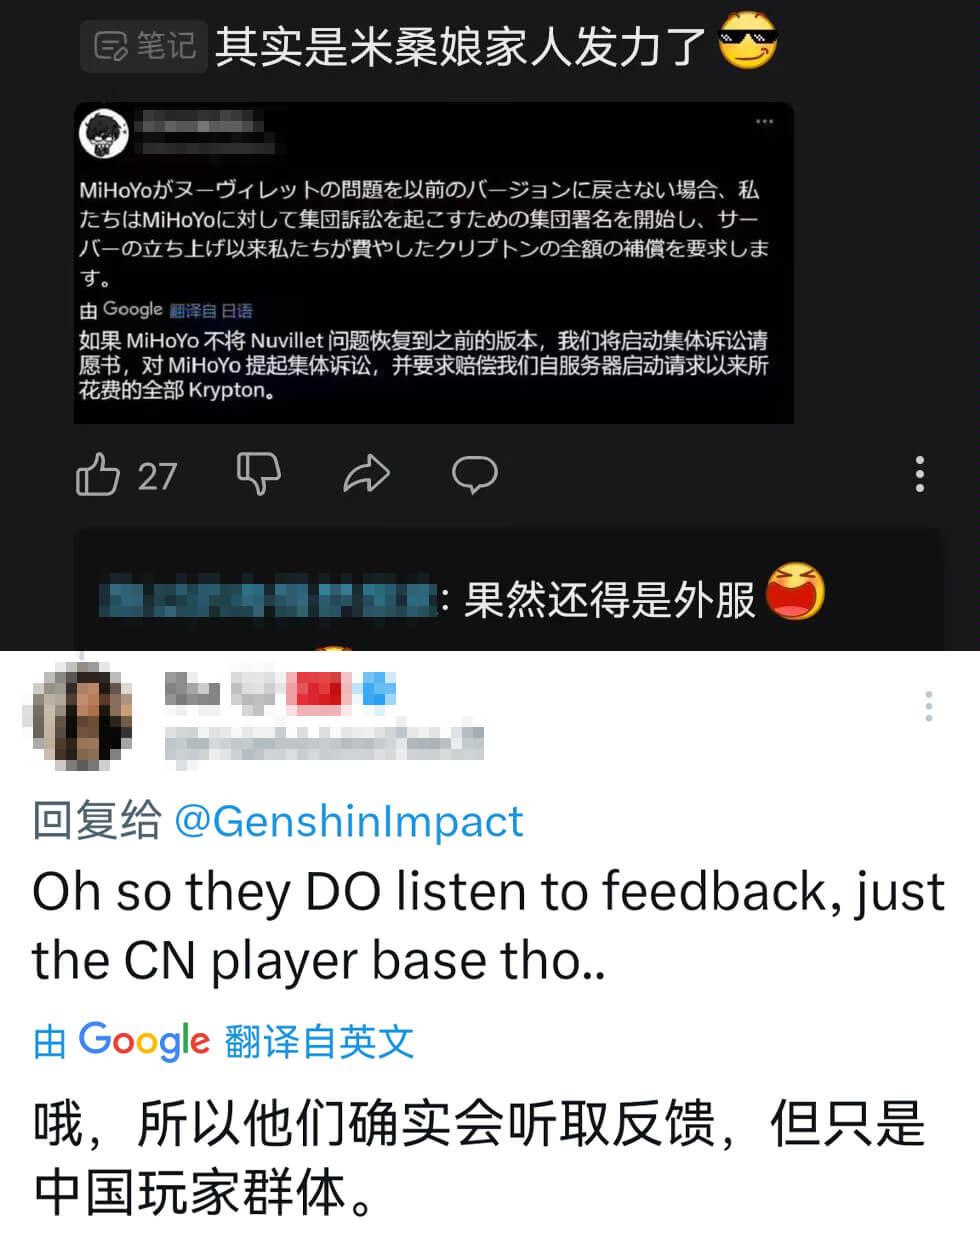 笔记 其实是米桑娘家人发力了
MiHoYoがヌーヴィレットの問題を以前のバージョンに戻さない場合、私
たちはMiHoYoに対して集団訴訟を起こすための集団署名を開始し、サー
バーの立ち上げ以来私たちが費やしたクリプトンの全額の補償を要求しま
す。
由 Google 翻译自 日语
如果 MiHoYo 不将 Nuvillet 问题恢复到之前的版本，我们将启动集体诉讼请
愿书，对 MiHoYo 提起集体诉讼，并要求赔偿我们自服务器启动请求以来所
花费的全部 Krypton。
27
: 果然还得是外服
回复给 @GenshinImpact
Oh so they DO listen to feedback, just
the CN player base tho..
由 Google 翻译自英文
哦，所以他们确实会听取反馈，但只是
中国玩家群体。